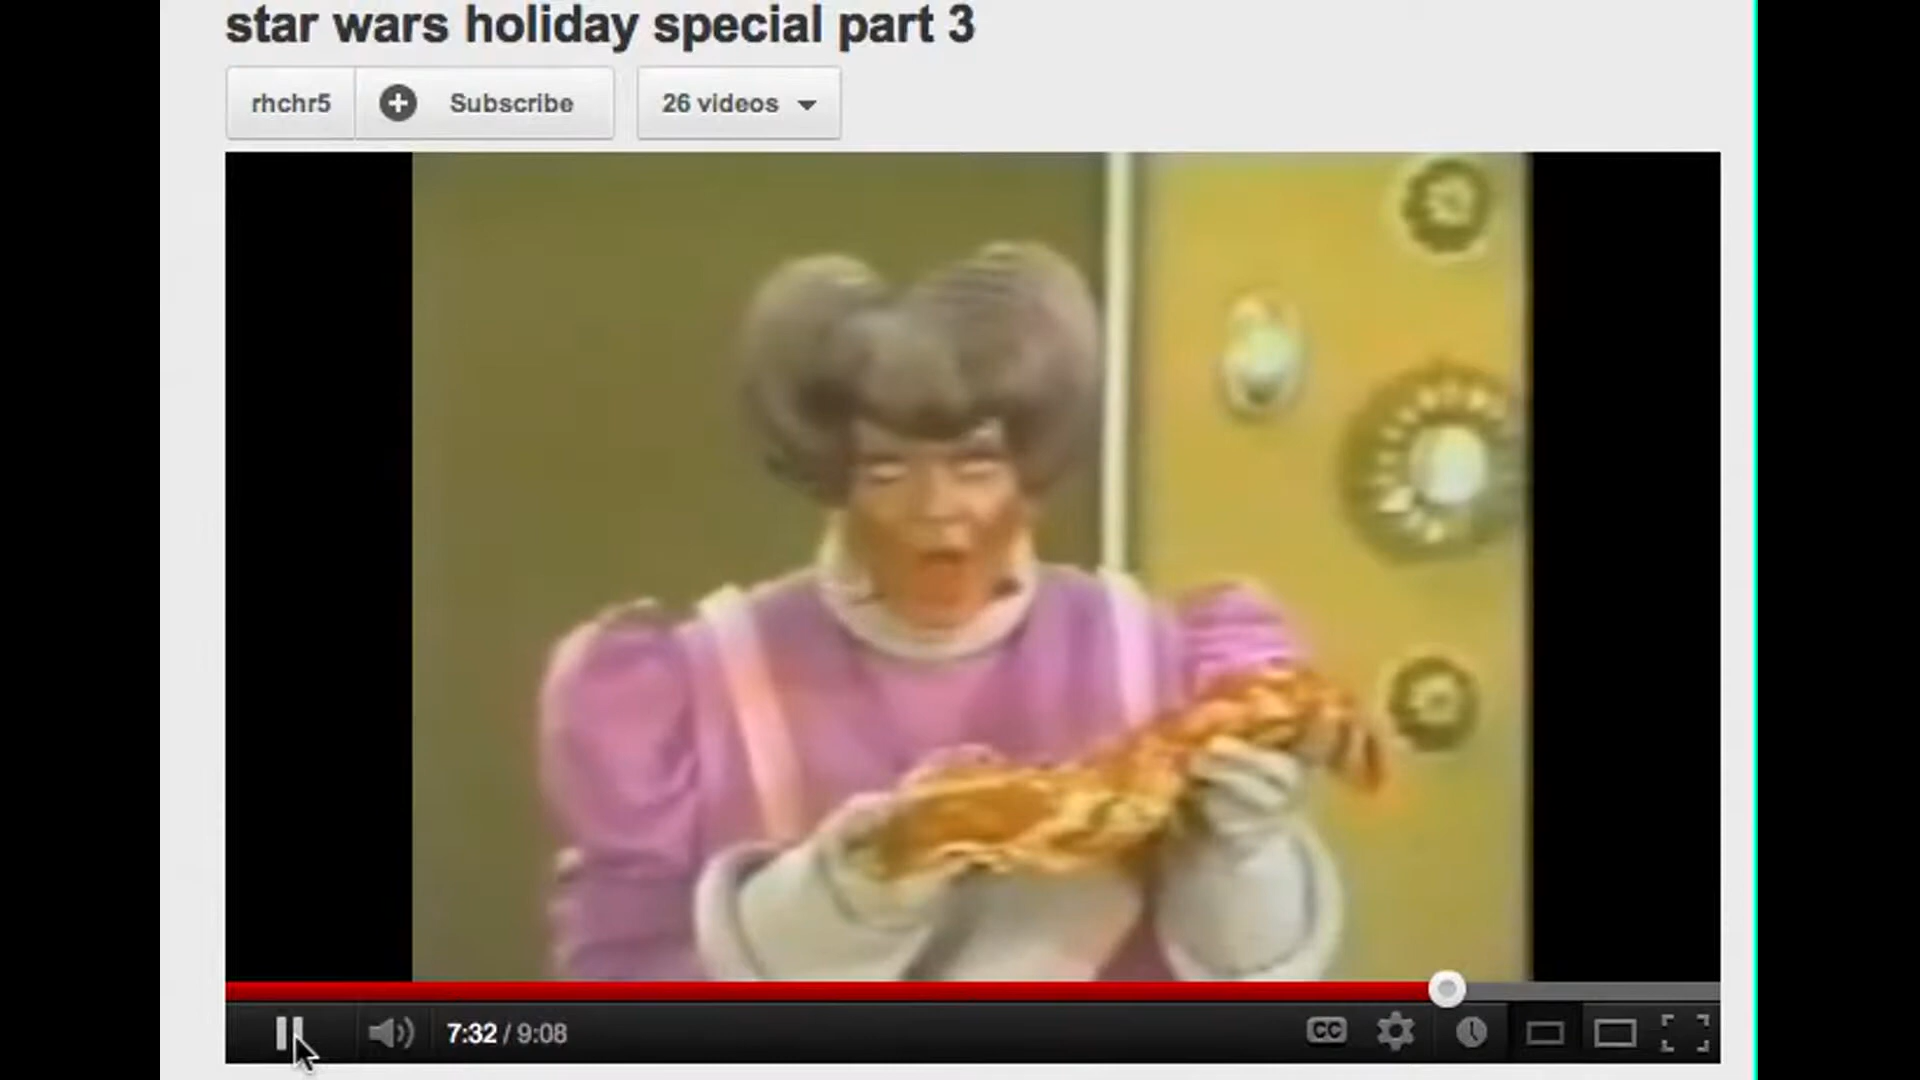 star wars holiday special part 3
rhchr5 Subscribe 26 videos
7:32 / 9:08 CC